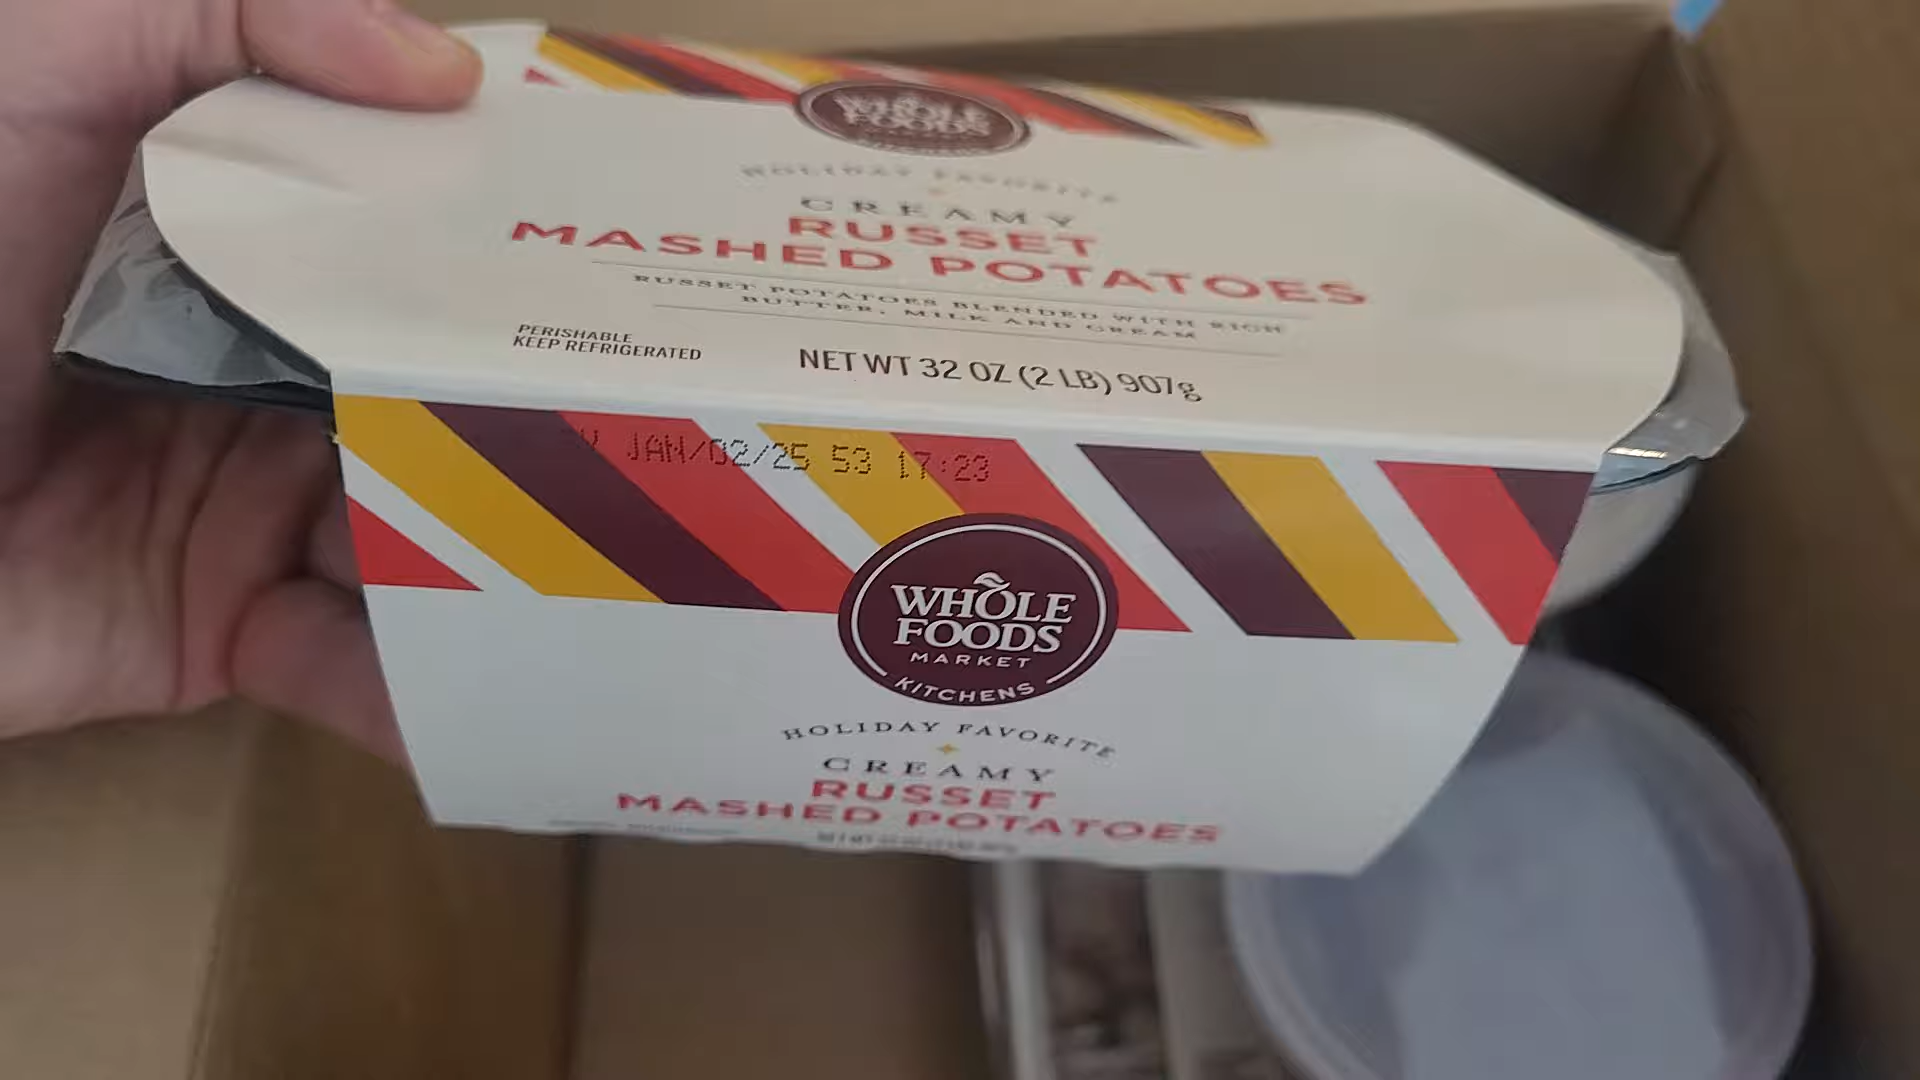 WHOLE
FOODS
HOLIDAY FAVORITE
CREAMY
RUSSET
MASHED POTATOES
RUSSET POTATOES BLENDED WITH RICH
BUTTER, MILK AND CREAM
PERISHABLE
KEEP REFRIGERATED
NET WT 32 OZ (2 LB) 907g
JAN/02/25 53 17:23
WHOLE
FOODS
MARKET
KITCHENS
HOLIDAY FAVORITE
CREAMY
RUSSET
MASHED POTATOES